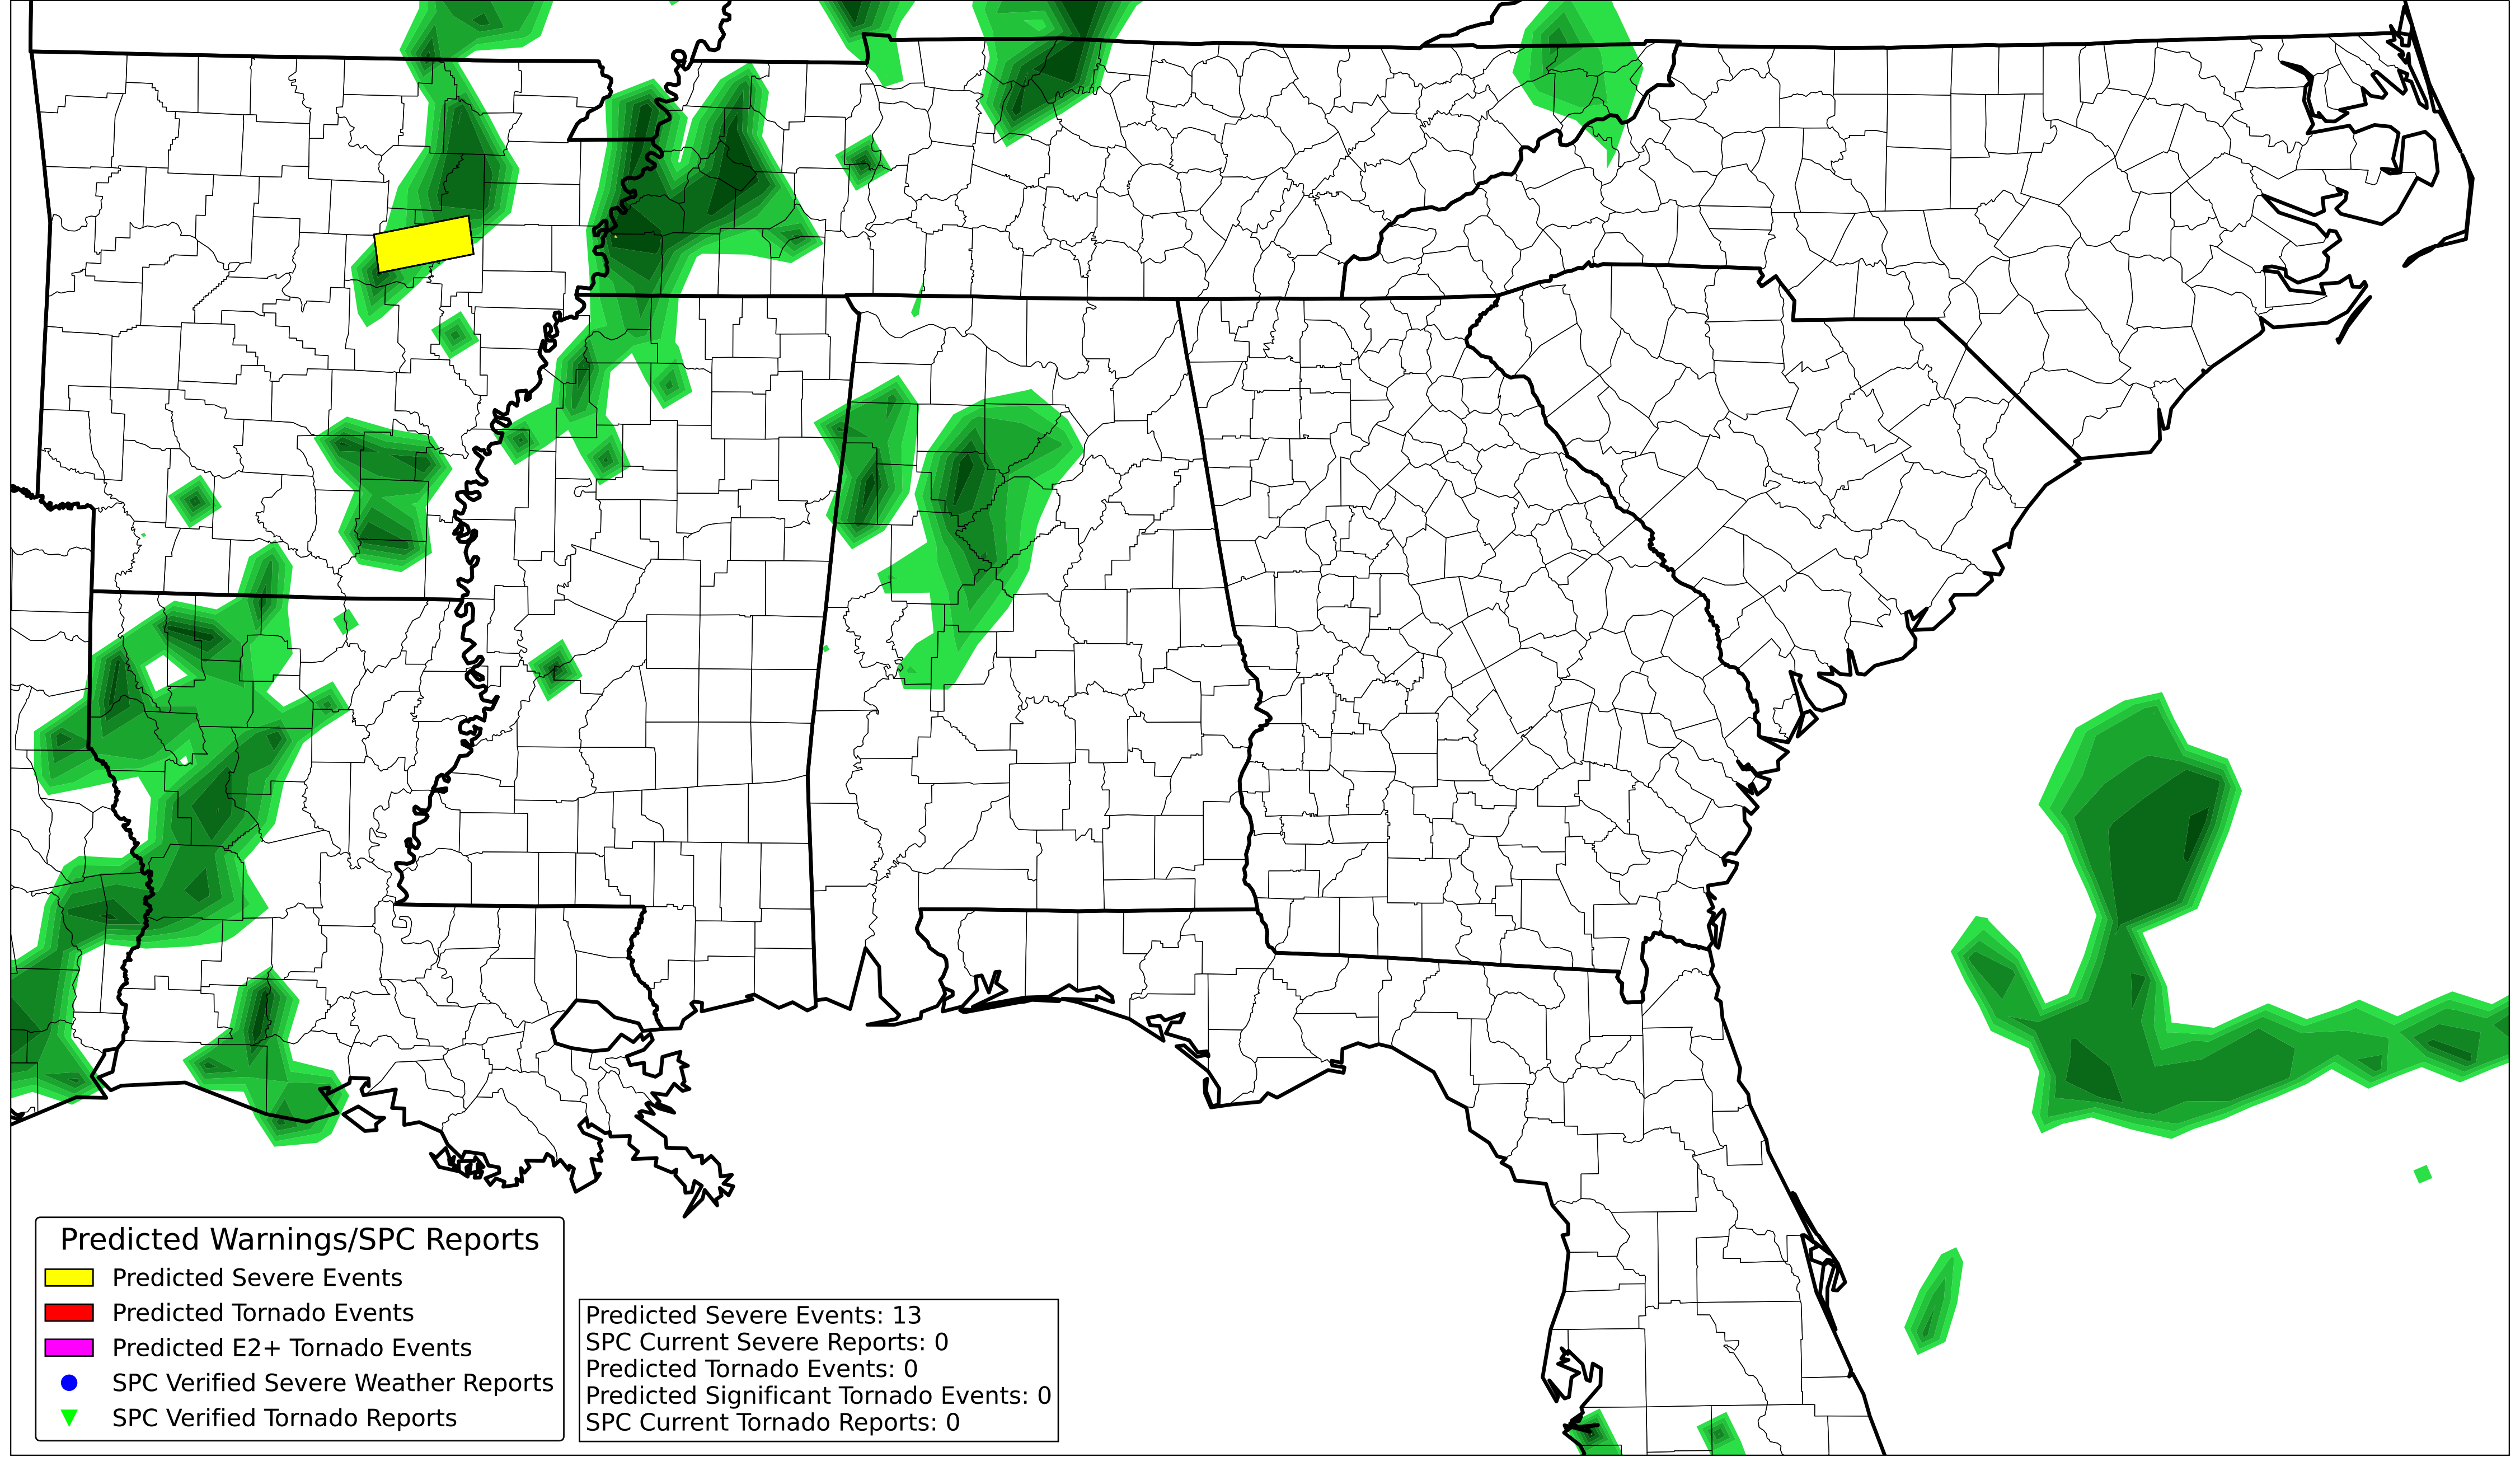 Predicted Warnings/SPC Reports
Predicted Severe Events
Predicted Tornado Events
Predicted E2+ Tornado Events
SPC Verified Severe Weather Reports
SPC Verified Tornado Reports
Predicted Severe Events: 13
SPC Current Severe Reports: 0
Predicted Tornado Events: 0
Predicted Significant Tornado Events: 0
SPC Current Tornado Reports: 0